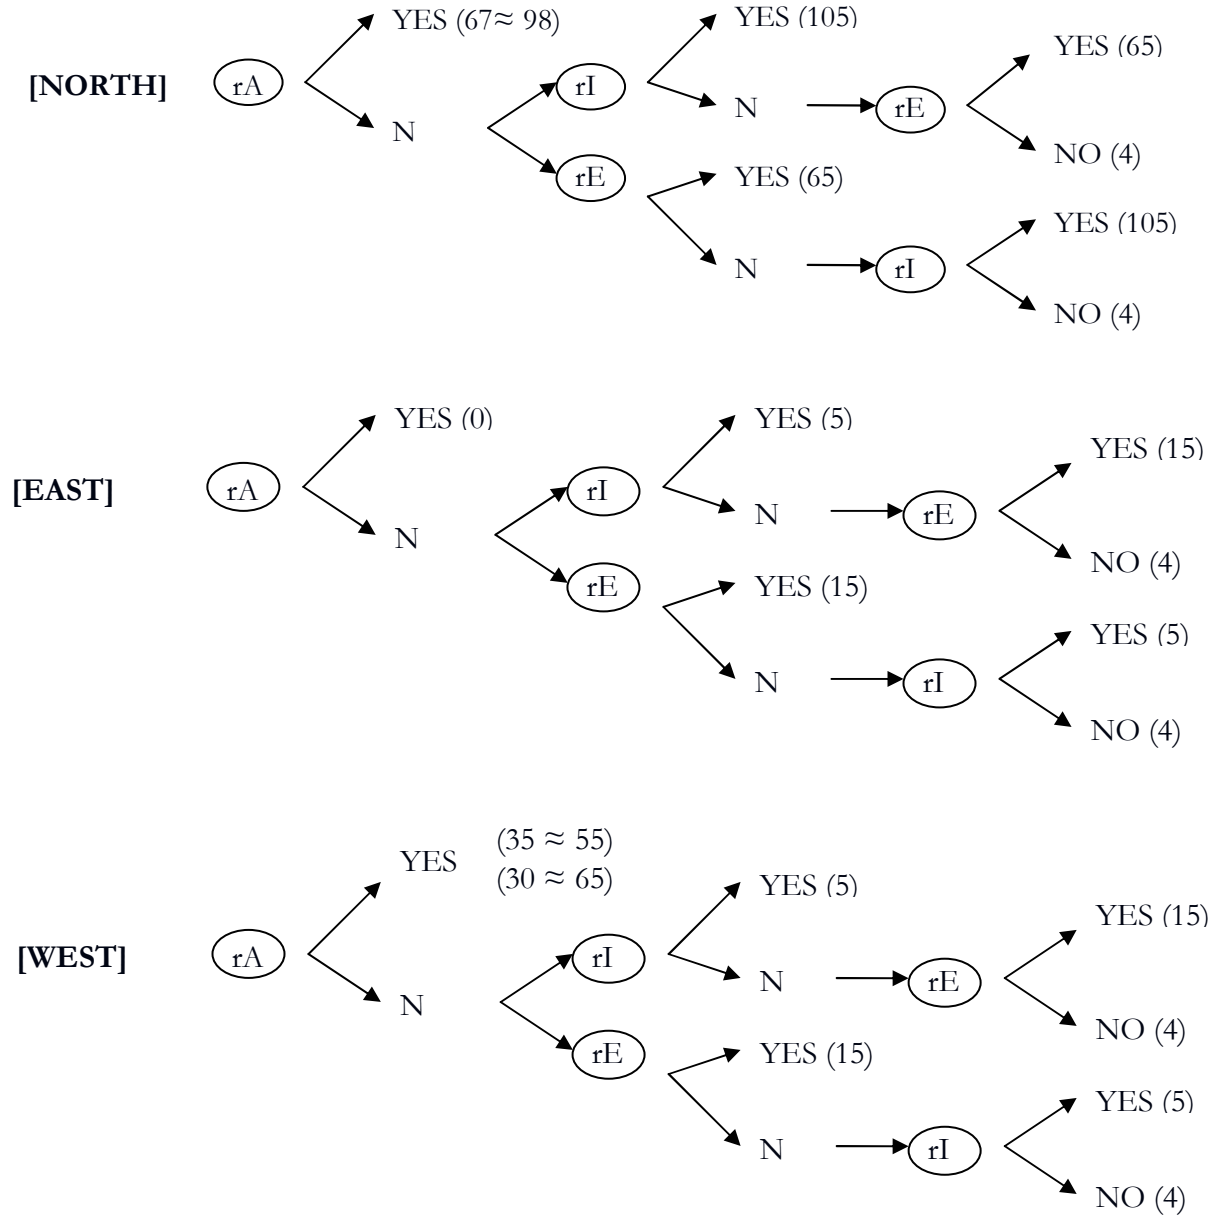 YES (67≈ 98)
YES (105)
YES (65)
[NORTH]
rA
rI
N
rE
NO (4)
N
rE
YES (65)
YES (105)
N
rI
NO (4)
YES (0)
YES (5)
YES (15)
[EAST]
rA
rI
N
rE
N
NO (4)
rE
YES (15)
YES (5)
N
rI
NO (4)
YES
(35 ≈ 55)
(30 ≈ 65)
YES (5)
YES (15)
[WEST]
rA
rI
N
rE
N
NO (4)
rE
YES (15)
YES (5)
N
rI
NO (4)